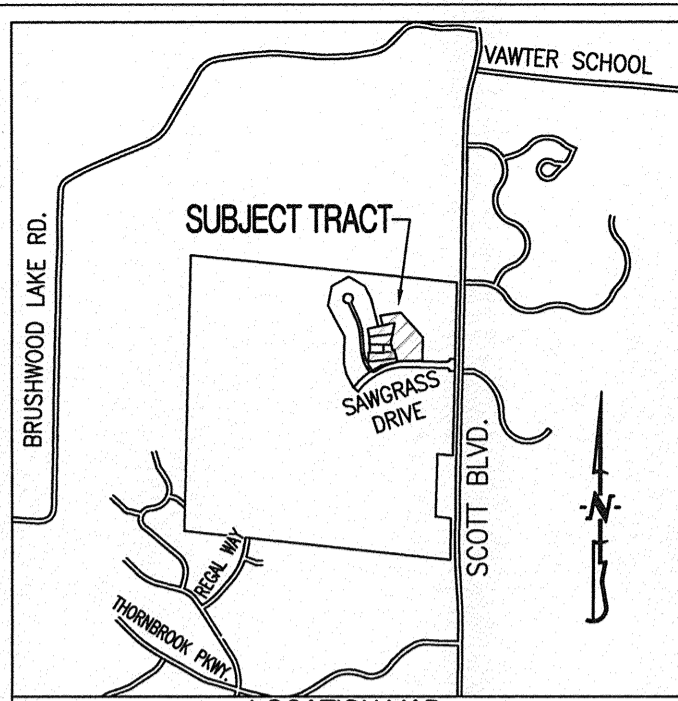 VAWTER SCHOOL
SUBJECT TRACT
BRUSHWOOD LAKE RD.
SAWGRASS
DRIVE
SCOTT BLVD.
N
REGAL WAY
THORNBROOK PKWY.